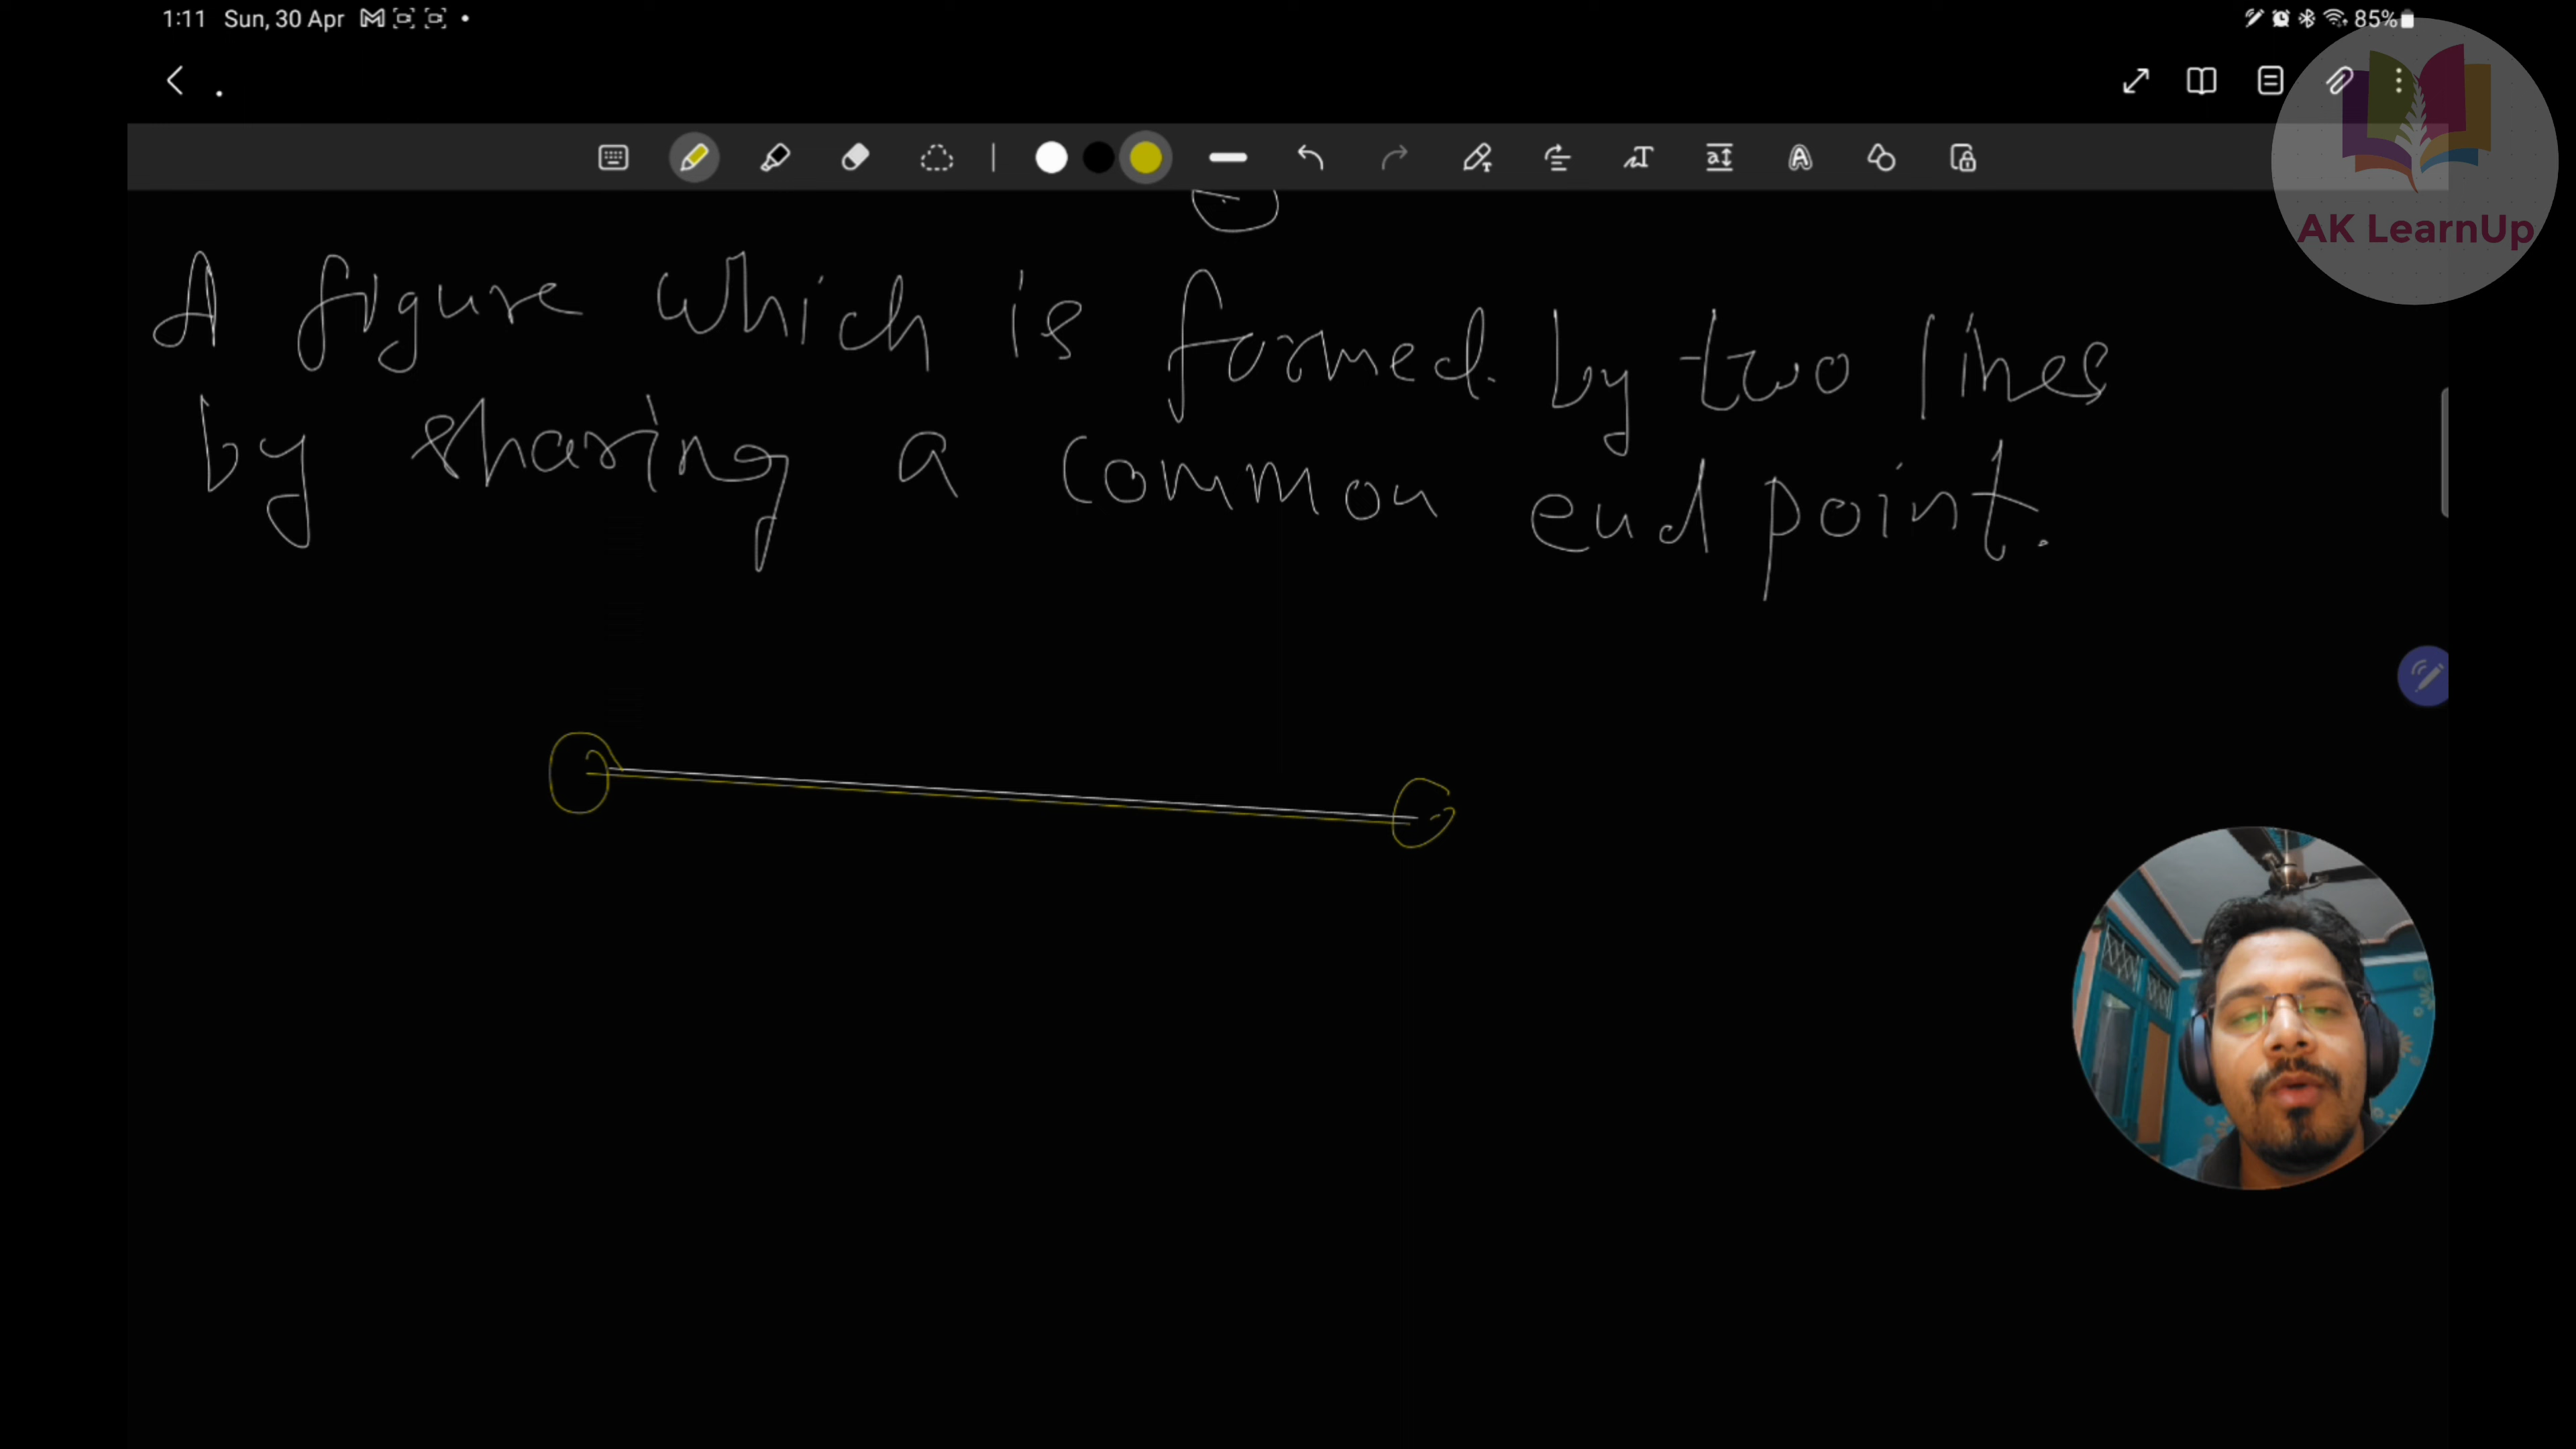 1:11 Sun, 30 Apr
85%
AK LearnUp
A figure which is formed. by two lines
by sharing a common end point.